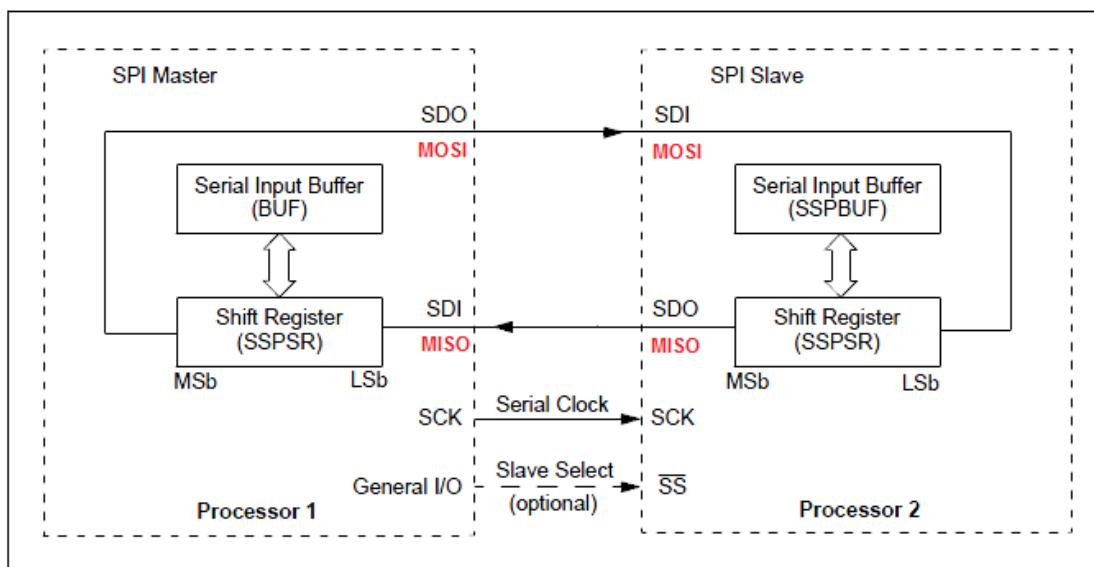 SPI Master
SPI Slave
SDO
SDI
MOSI
MOSI
Serial Input Buffer
(BUF)
Serial Input Buffer
(SSPBUF)
Shift Register
(SSPSR)
SDI
SDO
Shift Register
(SSPSR)
MISO
MISO
MSb
LSb
MSb
LSb
SCK
Serial Clock
SCK
General I/O
Slave Select
(optional)
SS
Processor 1
Processor 2